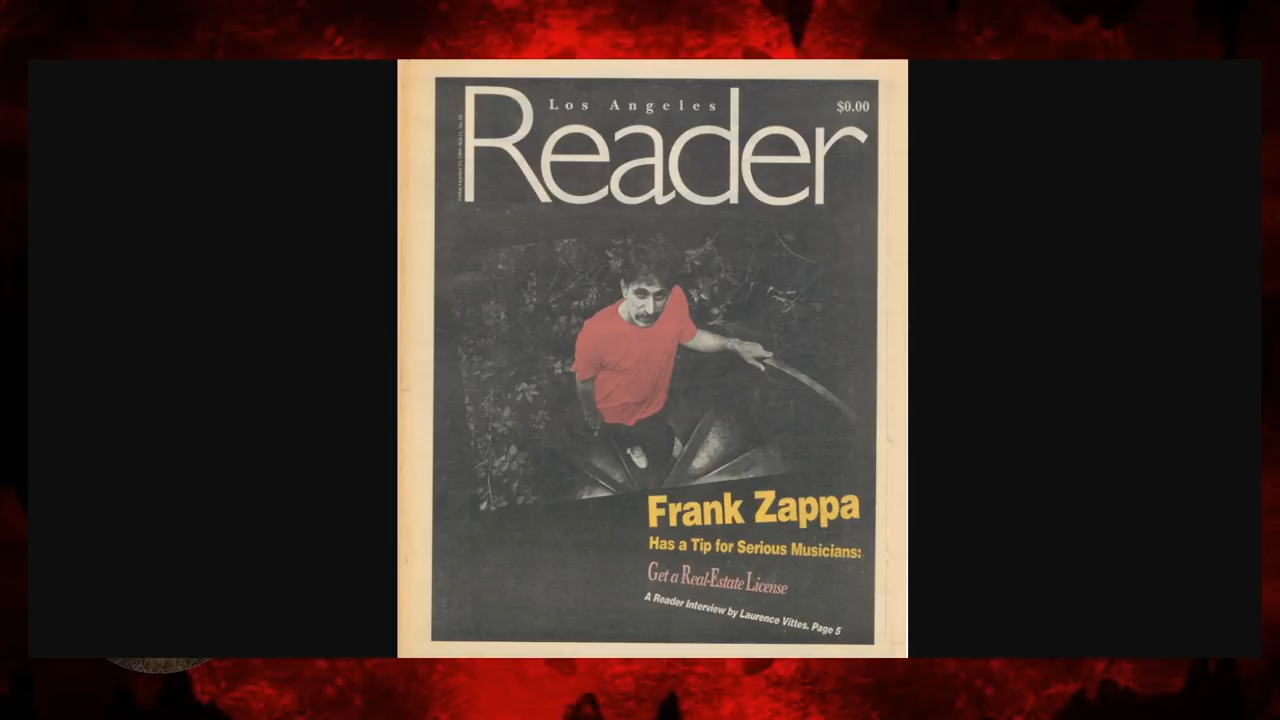 Los Angeles
$0.00
Reader
Frank Zappa
Has a Tip for Serious Musicians:
Get a Real-Estate License
A Reader Interview by Laurence Vittes. Page 5